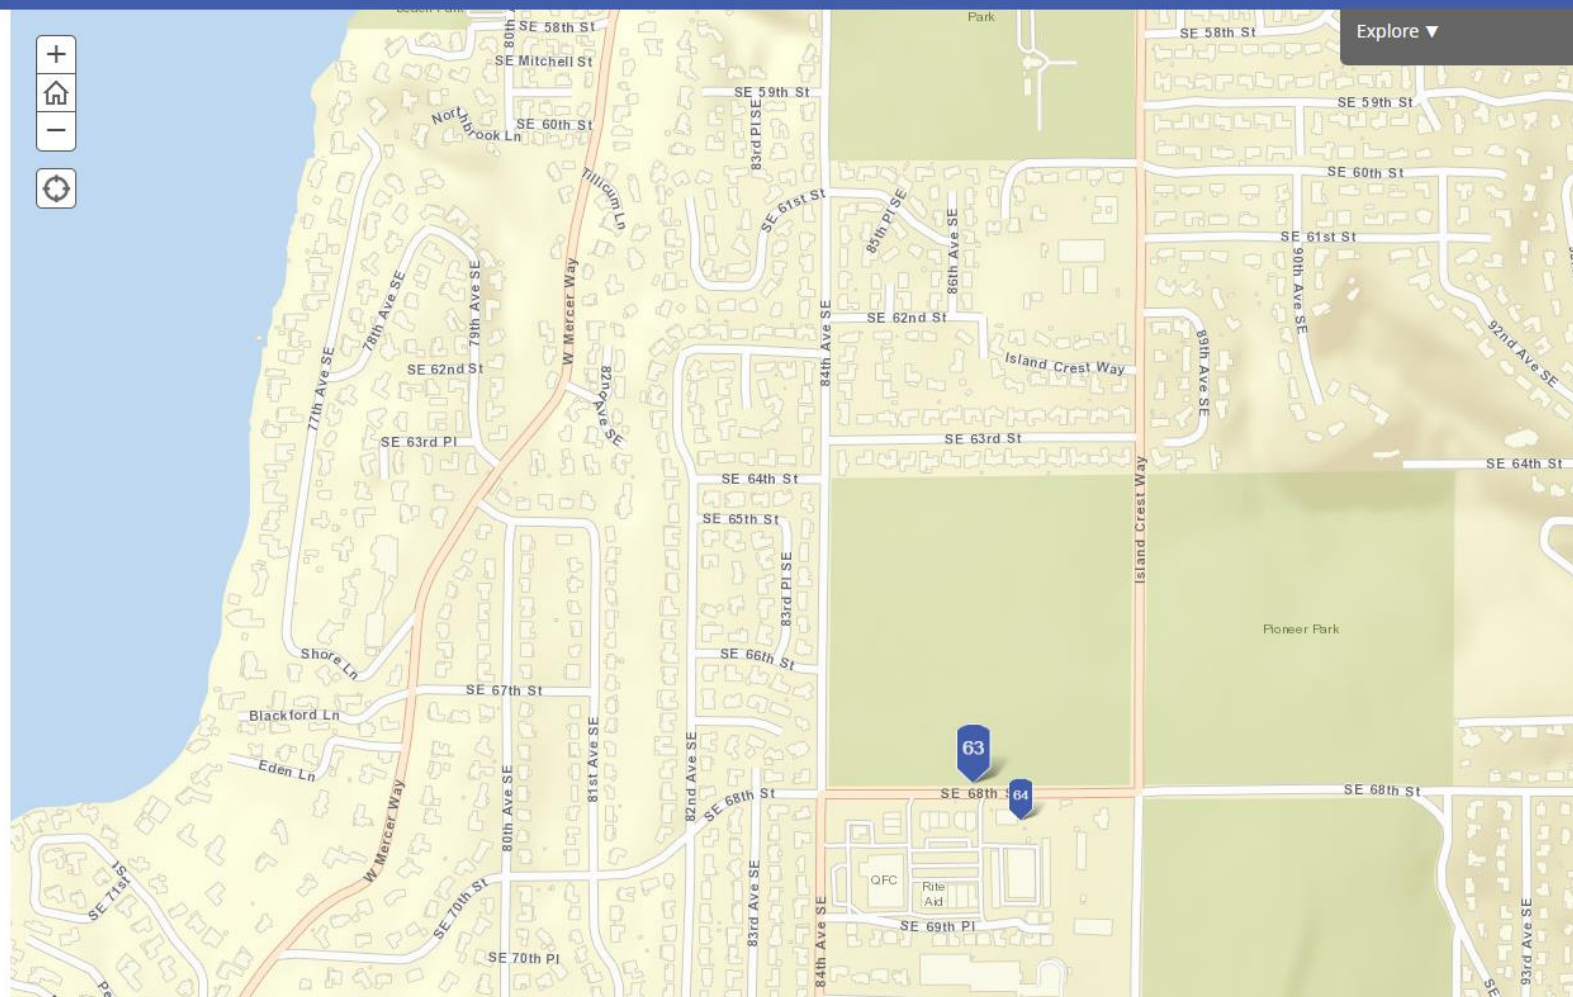 Park
80th
SE 58th St
SE 58th St
Explore ▼
+
SE Mitchell St
SE 59th St
SE 59th St
Northbrook Ln
SE 60th St
83rd Pl SE
−
Tillicum Ln
SE 60th St
SE 61st St
85th Pl SE
86th Ave SE
SE 61st St
90th Ave SE
78th Ave SE
79th Ave SE
W Mercer Way
84th Ave SE
SE 62nd St
Island Crest Way
89th Ave SE
92nd Ave SE
77th Ave SE
SE 62nd St
82nd Ave SE
SE 63rd Pl
SE 63rd St
SE 64th St
SE 64th St
Island Crest Way
SE 65th St
83rd Pl SE
Pioneer Park
Shore Ln
SE 66th St
SE 67th St
Blackford Ln
Eden Ln
W Mercer Way
80th Ave SE
81st Ave SE
82nd Ave SE
63
SE 68th St
SE 68th
64
SE 68th St
SE 71st
SE 70th St
83rd Ave SE
84th Ave SE
QFC
Rite
Aid
SE 69th Pl
SE 70th Pl
93rd Ave SE
SE